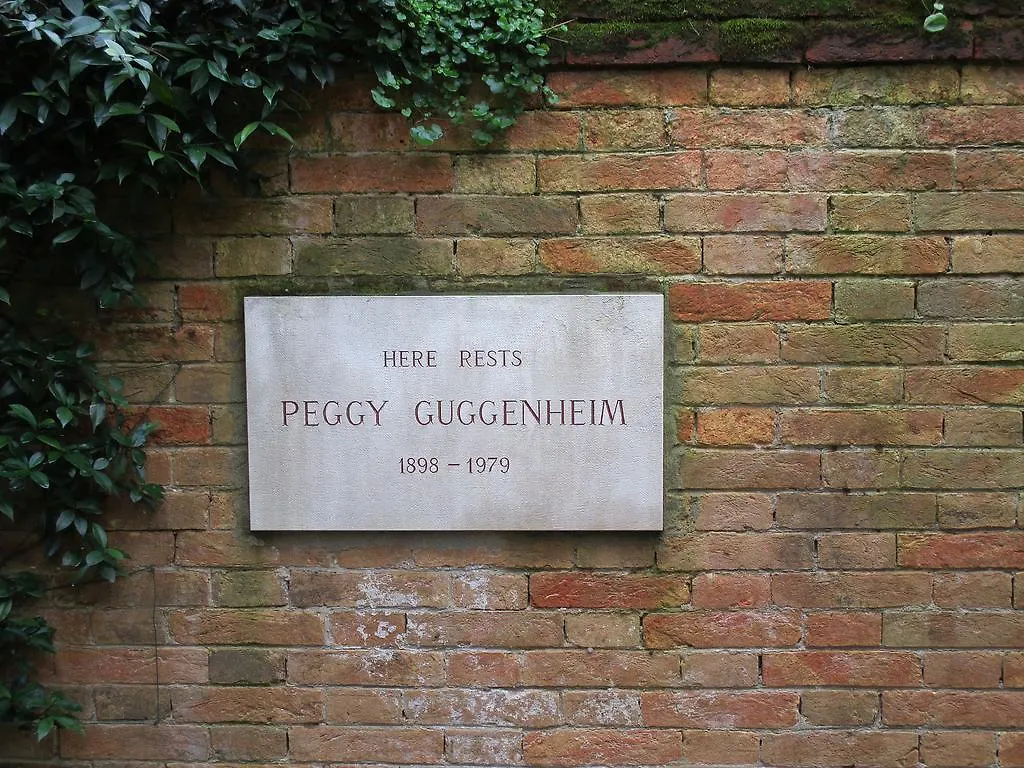 HERE RESTS
PEGGY GUGGENHEIM
1898 – 1979